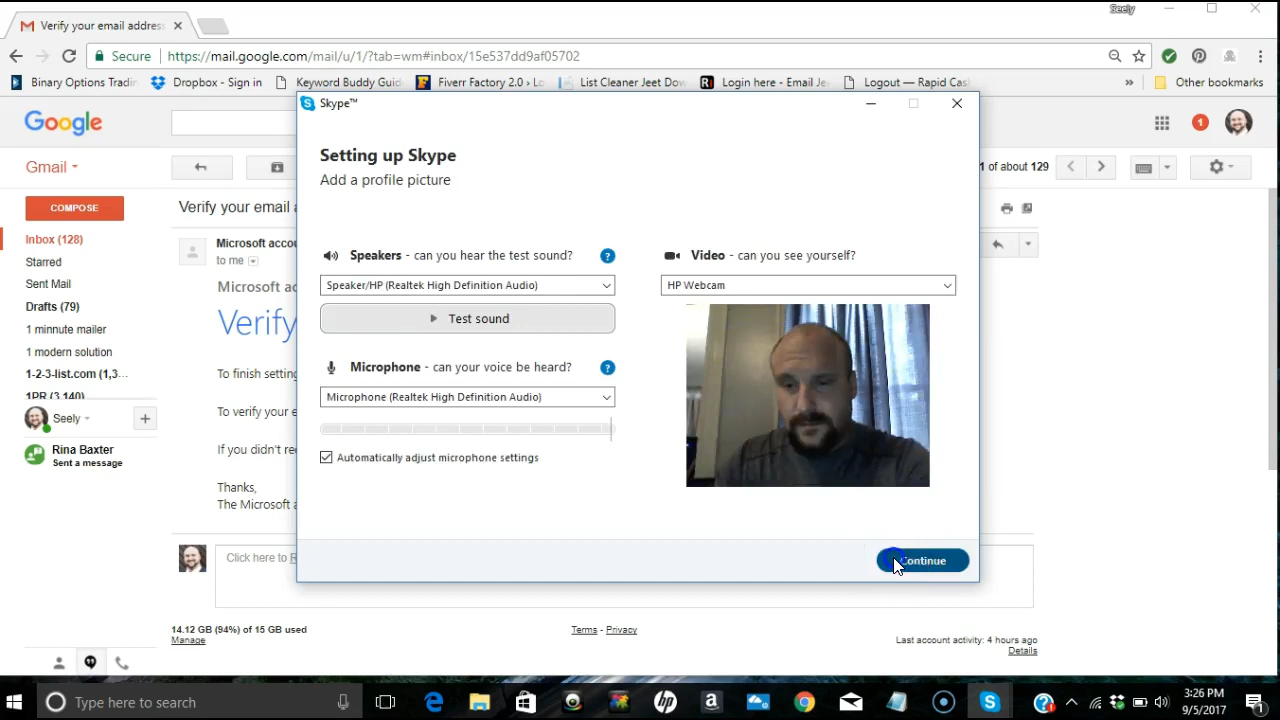 Seely
Verify your email address
Secure
https://mail.google.com/mail/u/1/?tab=wm#inbox/15e537dd9af05702
Binary Options Tradi
Dropbox - Sign in
Keyword Buddy Guid
Fiverr Factory 2.0 › Lo
List Cleaner Jeet Dow
Login here - Email Je
Logout — Rapid Cas
»
Other bookmarks
Skype™
Google
1
Setting up Skype
Add a profile picture
Gmail
1 of about 129
COMPOSE
Verify your email a
Inbox (128)
Starred
Sent Mail
Drafts (79)
1 minnute mailer
1 modern solution
1-2-3-list.com (1,3...
1PR (3,140)
Seely
Rina Baxter
Sent a message
Microsoft accou
to me
Microsoft ac
Verify
To finish setting
To verify your e
If you didn't re
Thanks,
The Microsoft a
Speakers - can you hear the test sound?
?
Speaker/HP (Realtek High Definition Audio)
Test sound
Microphone - can your voice be heard?
?
Microphone (Realtek High Definition Audio)
Automatically adjust microphone settings
Video - can you see yourself?
HP Webcam
Continue
Click here to R
14.12 GB (94%) of 15 GB used
Manage
Terms - Privacy
Last account activity: 4 hours ago
Details
Type here to search
3:26 PM
9/5/2017
1